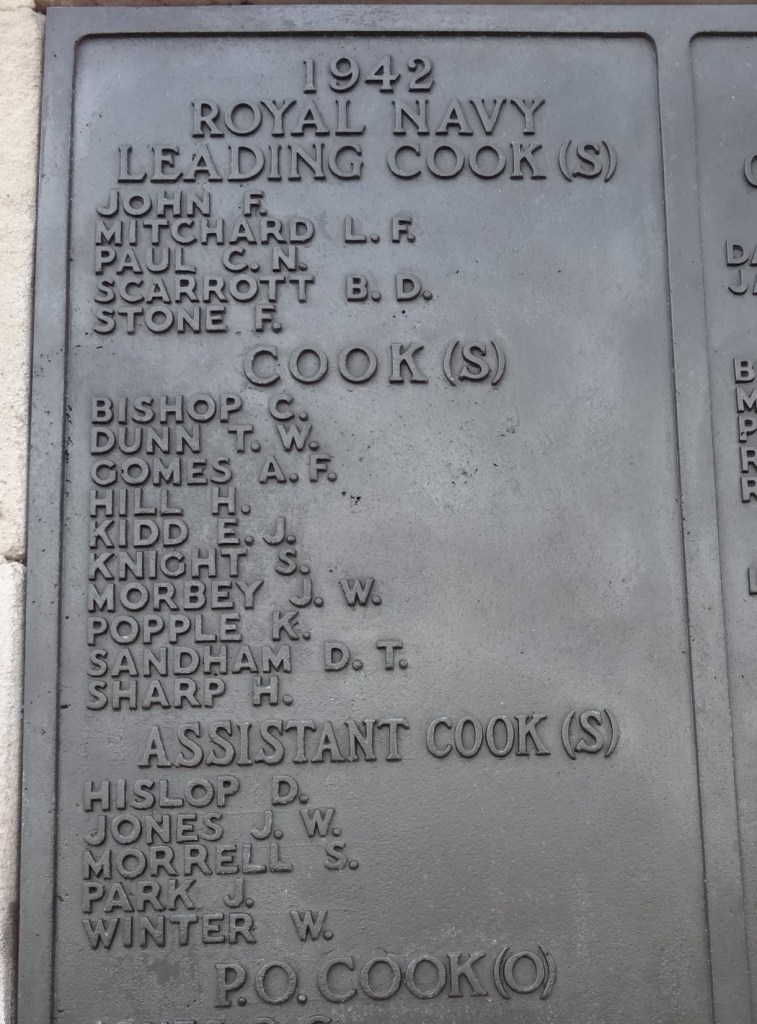 1942
ROYAL NAVY
LEADING COOK (S)
JOHN F.
MITCHARD L. F.
PAUL C. N.
SCARROTT B. D.
STONE F.
COOK (S)
BISHOP C.
DUNN T. W.
GOMES A. F.
HILL H.
KIDD E. J.
KNIGHT S.
MORBEY J. W.
POPPLE K.
SANDHAM D. T.
SHARP H.
ASSISTANT COOK (S)
HISLOP D.
JONES J. W.
MORRELL S.
PARK J.
WINTER W.
P.O. COOK (O)